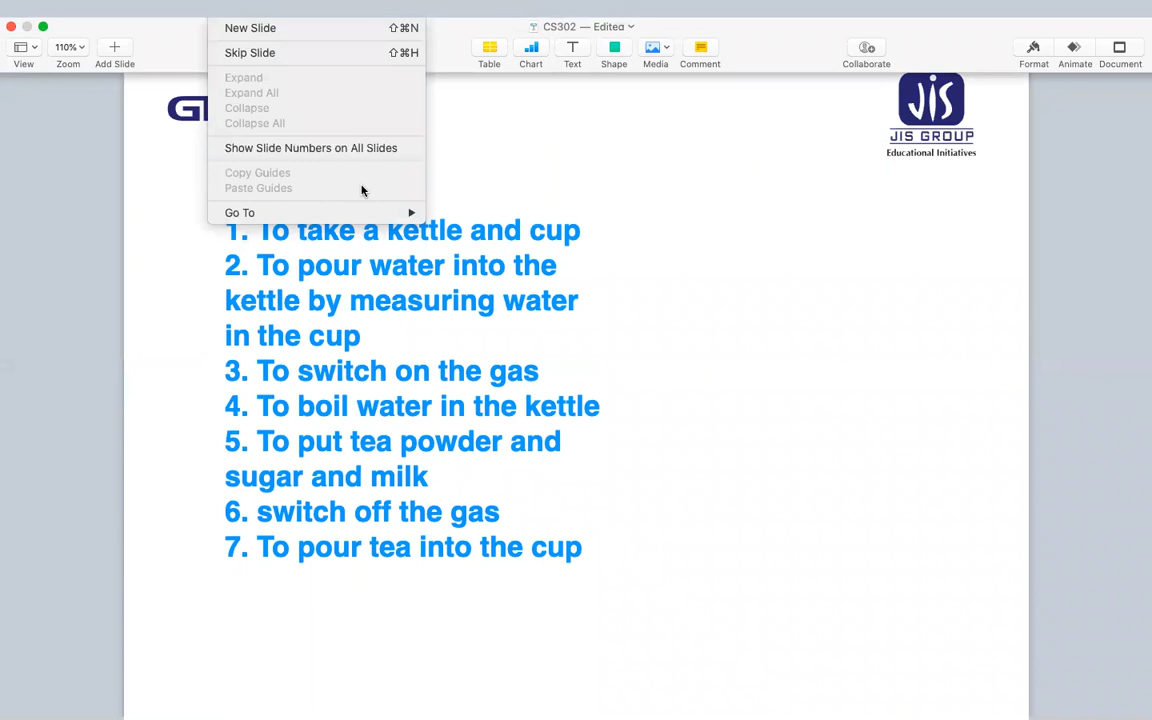 CS302 — Edited
New Slide ⇧⌘N
Skip Slide ⇧⌘H
Expand
Expand All
Collapse
Collapse All
Show Slide Numbers on All Slides
Copy Guides
Paste Guides
Go To
110%
View
Zoom
Add Slide
Table
Chart
Text
Shape
Media
Comment
Collaborate
Format
Animate
Document
JIS
JIS GROUP
Educational Initiatives
1. To take a kettle and cup
2. To pour water into the
kettle by measuring water
in the cup
3. To switch on the gas
4. To boil water in the kettle
5. To put tea powder and
sugar and milk
6. switch off the gas
7. To pour tea into the cup